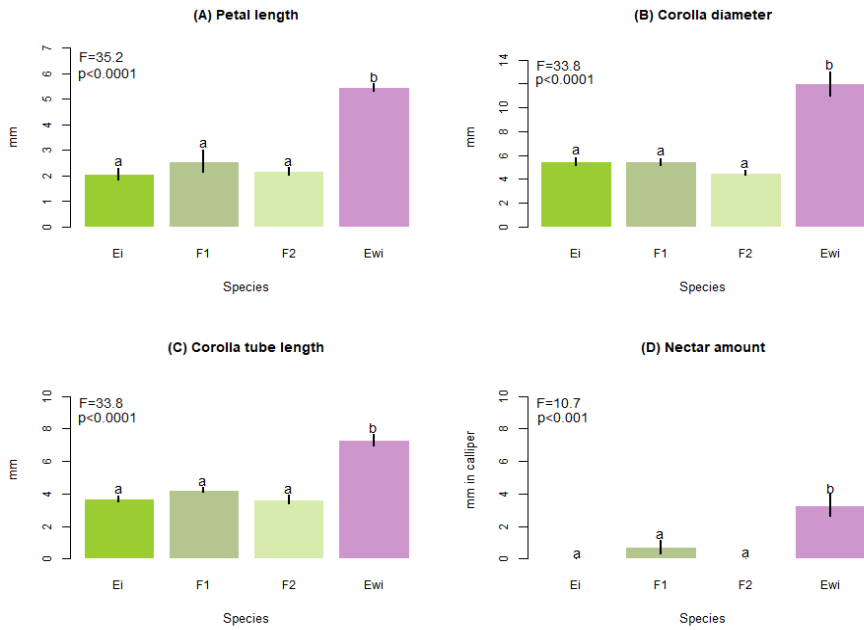 (A) Petal length
F=35.2
p<0.0001
mm
0 1 2 3 4 5 6 7
a a a b
Ei F1 F2 Ewi
Species
(B) Corolla diameter
F=33.8
p<0.0001
mm
0 2 4 6 8 10 14
a a a b
Ei F1 F2 Ewi
Species
(C) Corolla tube length
F=33.8
p<0.0001
mm
0 2 4 6 8 10
a a a b
Ei F1 F2 Ewi
Species
(D) Nectar amount
F=10.7
p<0.001
mm in calliper
0 2 4 6 8 10
a a a b
Ei F1 F2 Ewi
Species